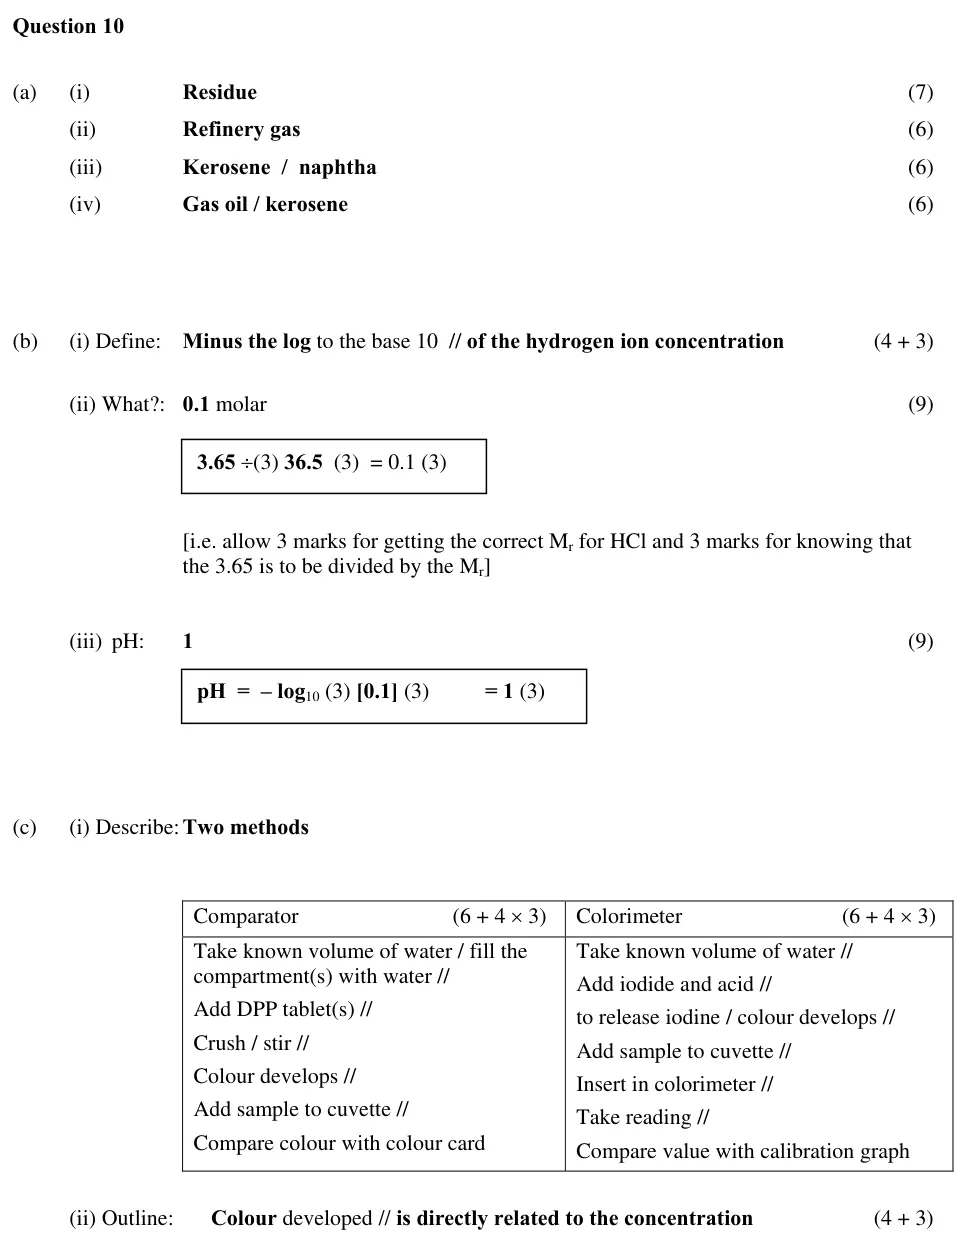 Question 10
(a) (i) Residue (7)
(ii) Refinery gas (6)
(iii) Kerosene / naphtha (6)
(iv) Gas oil / kerosene (6)
(b) (i) Define: Minus the log to the base 10 // of the hydrogen ion concentration (4 + 3)
(ii) What?: 0.1 molar (9)
3.65 ÷(3) 36.5 (3) = 0.1 (3)
[i.e. allow 3 marks for getting the correct Mr for HCl and 3 marks for knowing that
the 3.65 is to be divided by the Mr]
(iii) pH: 1 (9)
pH = – log10 (3) [0.1] (3) = 1 (3)
(c) (i) Describe: Two methods
Comparator (6 + 4 × 3)
Take known volume of water / fill the
compartment(s) with water //
Add DPP tablet(s) //
Crush / stir //
Colour develops //
Add sample to cuvette //
Compare colour with colour card
Colorimeter (6 + 4 × 3)
Take known volume of water //
Add iodide and acid //
to release iodine / colour develops //
Add sample to cuvette //
Insert in colorimeter //
Take reading //
Compare value with calibration graph
(ii) Outline: Colour developed // is directly related to the concentration (4 + 3)